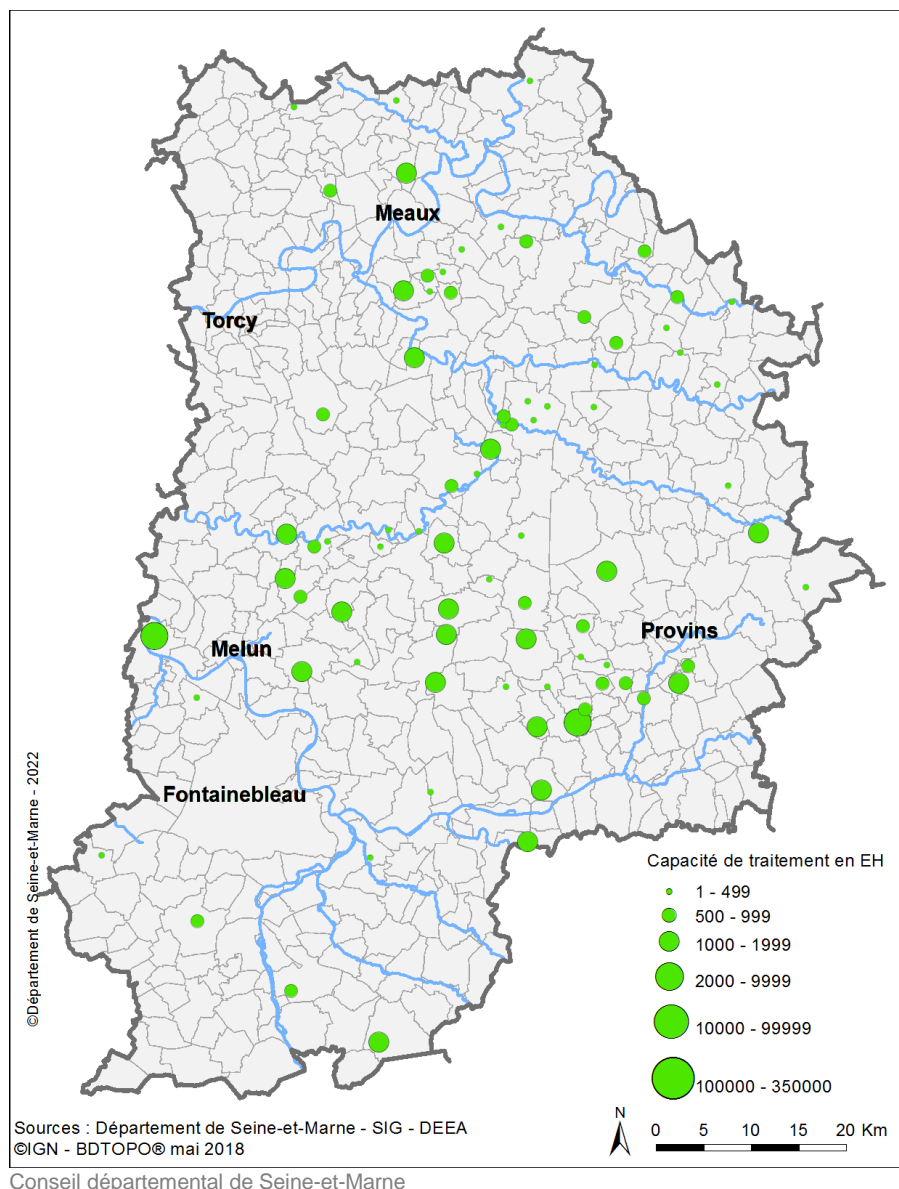 Meaux
Torcy
Provins
Melun
Fontainebleau
©Département de Seine-et-Marne - 2022
Capacité de traitement en EH
1 - 499
500 - 999
1000 - 1999
2000 - 9999
10000 - 99999
100000 - 350000
Sources : Département de Seine-et-Marne - SIG - DEEA
©IGN - BDTOPO® mai 2018
N
0 5 10 15 20 Km
Conseil départemental de Seine-et-Marne